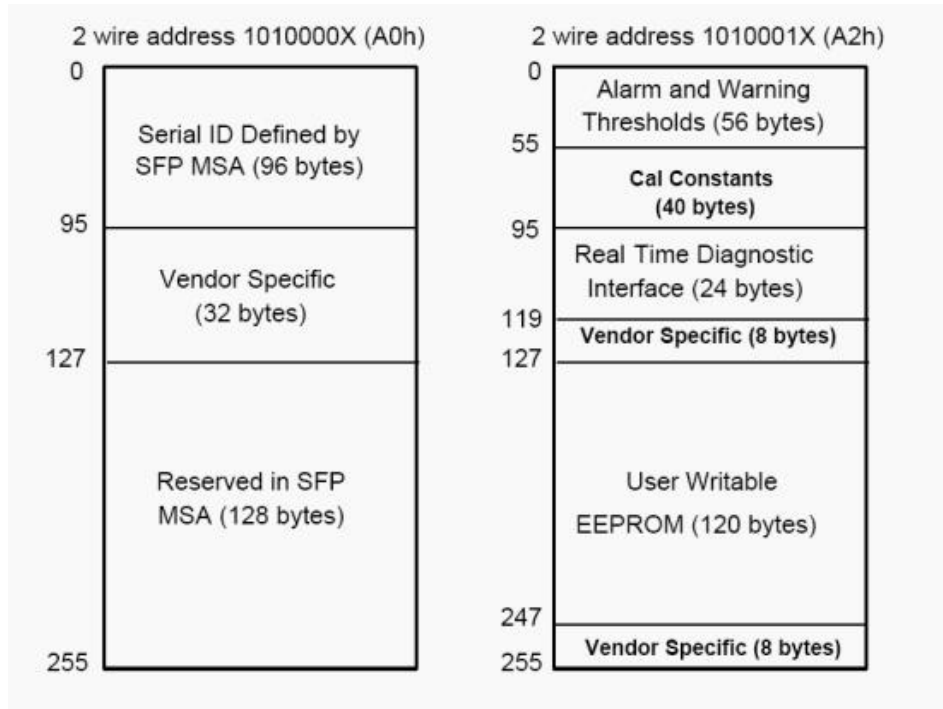 2 wire address 1010000X (A0h)
0
Serial ID Defined by
SFP MSA (96 bytes)
95
Vendor Specific
(32 bytes)
127
Reserved in SFP
MSA (128 bytes)
255
2 wire address 1010001X (A2h)
0
Alarm and Warning
Thresholds (56 bytes)
55
Cal Constants
(40 bytes)
95
Real Time Diagnostic
Interface (24 bytes)
119
Vendor Specific (8 bytes)
127
User Writable
EEPROM (120 bytes)
247
Vendor Specific (8 bytes)
255